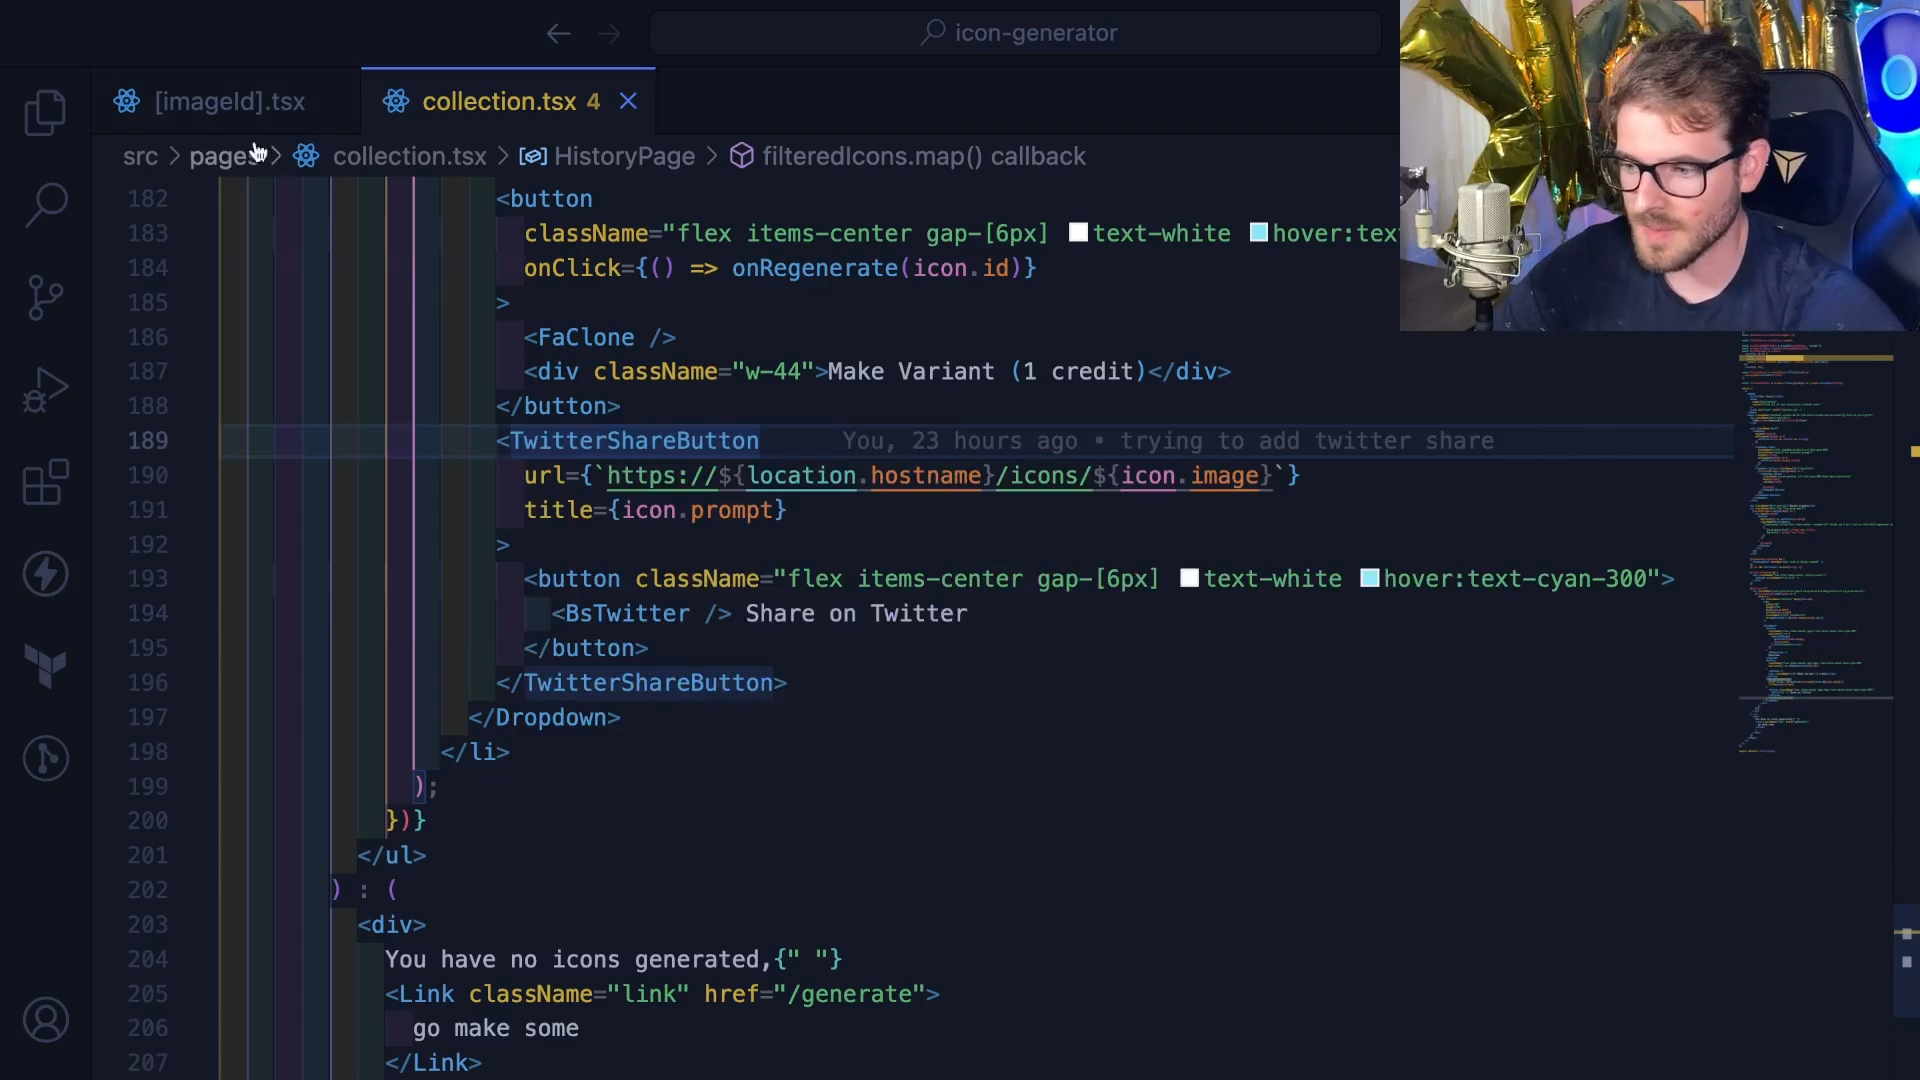 icon-generator
[imageId].tsx
collection.tsx 4
src > pages > collection.tsx > HistoryPage > filteredIcons.map() callback
182 <button
183 className="flex items-center gap-[6px] text-white hover:tex
184 onClick={() => onRegenerate(icon.id)}
185 >
186 <FaClone />
187 <div className="w-44">Make Variant (1 credit)</div>
188 </button>
189 <TwitterShareButton You, 23 hours ago • trying to add twitter share
190 url={`https://${location.hostname}/icons/${icon.image}`}
191 title={icon.prompt}
192 >
193 <button className="flex items-center gap-[6px] text-white hover:text-cyan-300">
194 <BsTwitter /> Share on Twitter
195 </button>
196 </TwitterShareButton>
197 </Dropdown>
198 </li>
199 );
200 })}
201 </ul>
202 ) : (
203 <div>
204 You have no icons generated,{" "}
205 <Link className="link" href="/generate">
206 go make some
207 </Link>